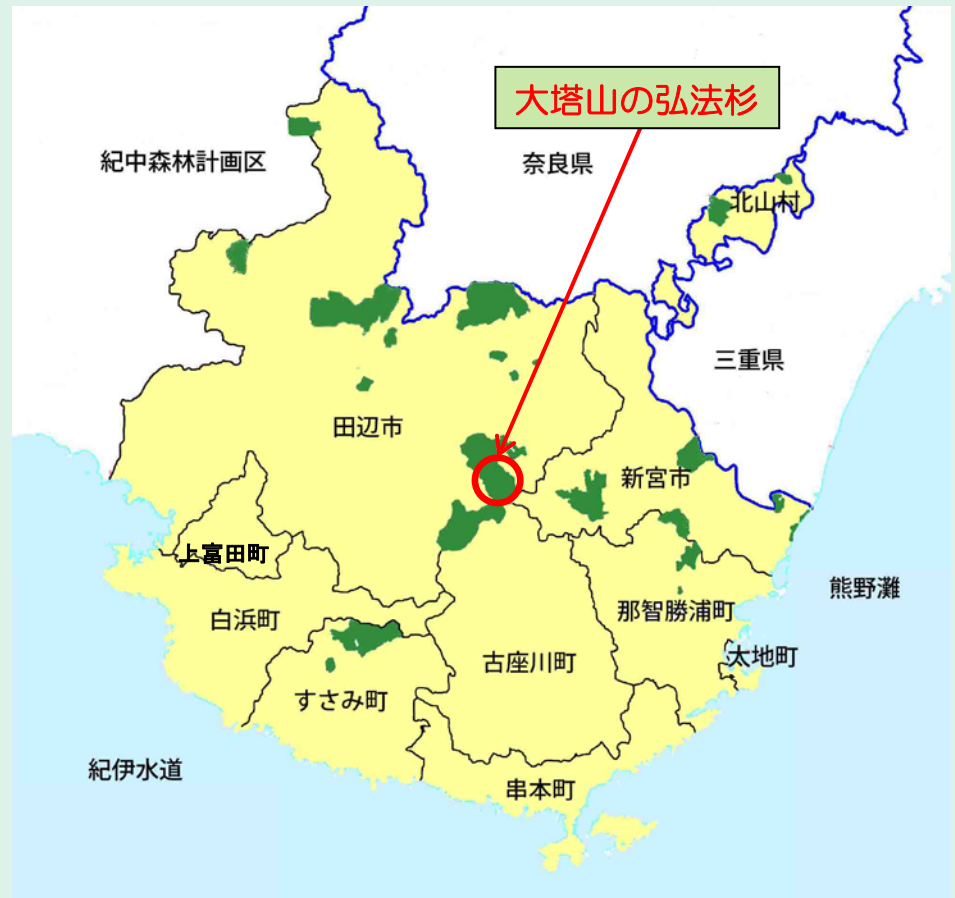 大塔山の弘法杉
紀中森林計画区
奈良県
北山村
三重県
田辺市
新宮市
上富田町
熊野灘
白浜町
那智勝浦町
古座川町
太地町
すさみ町
紀伊水道
串本町